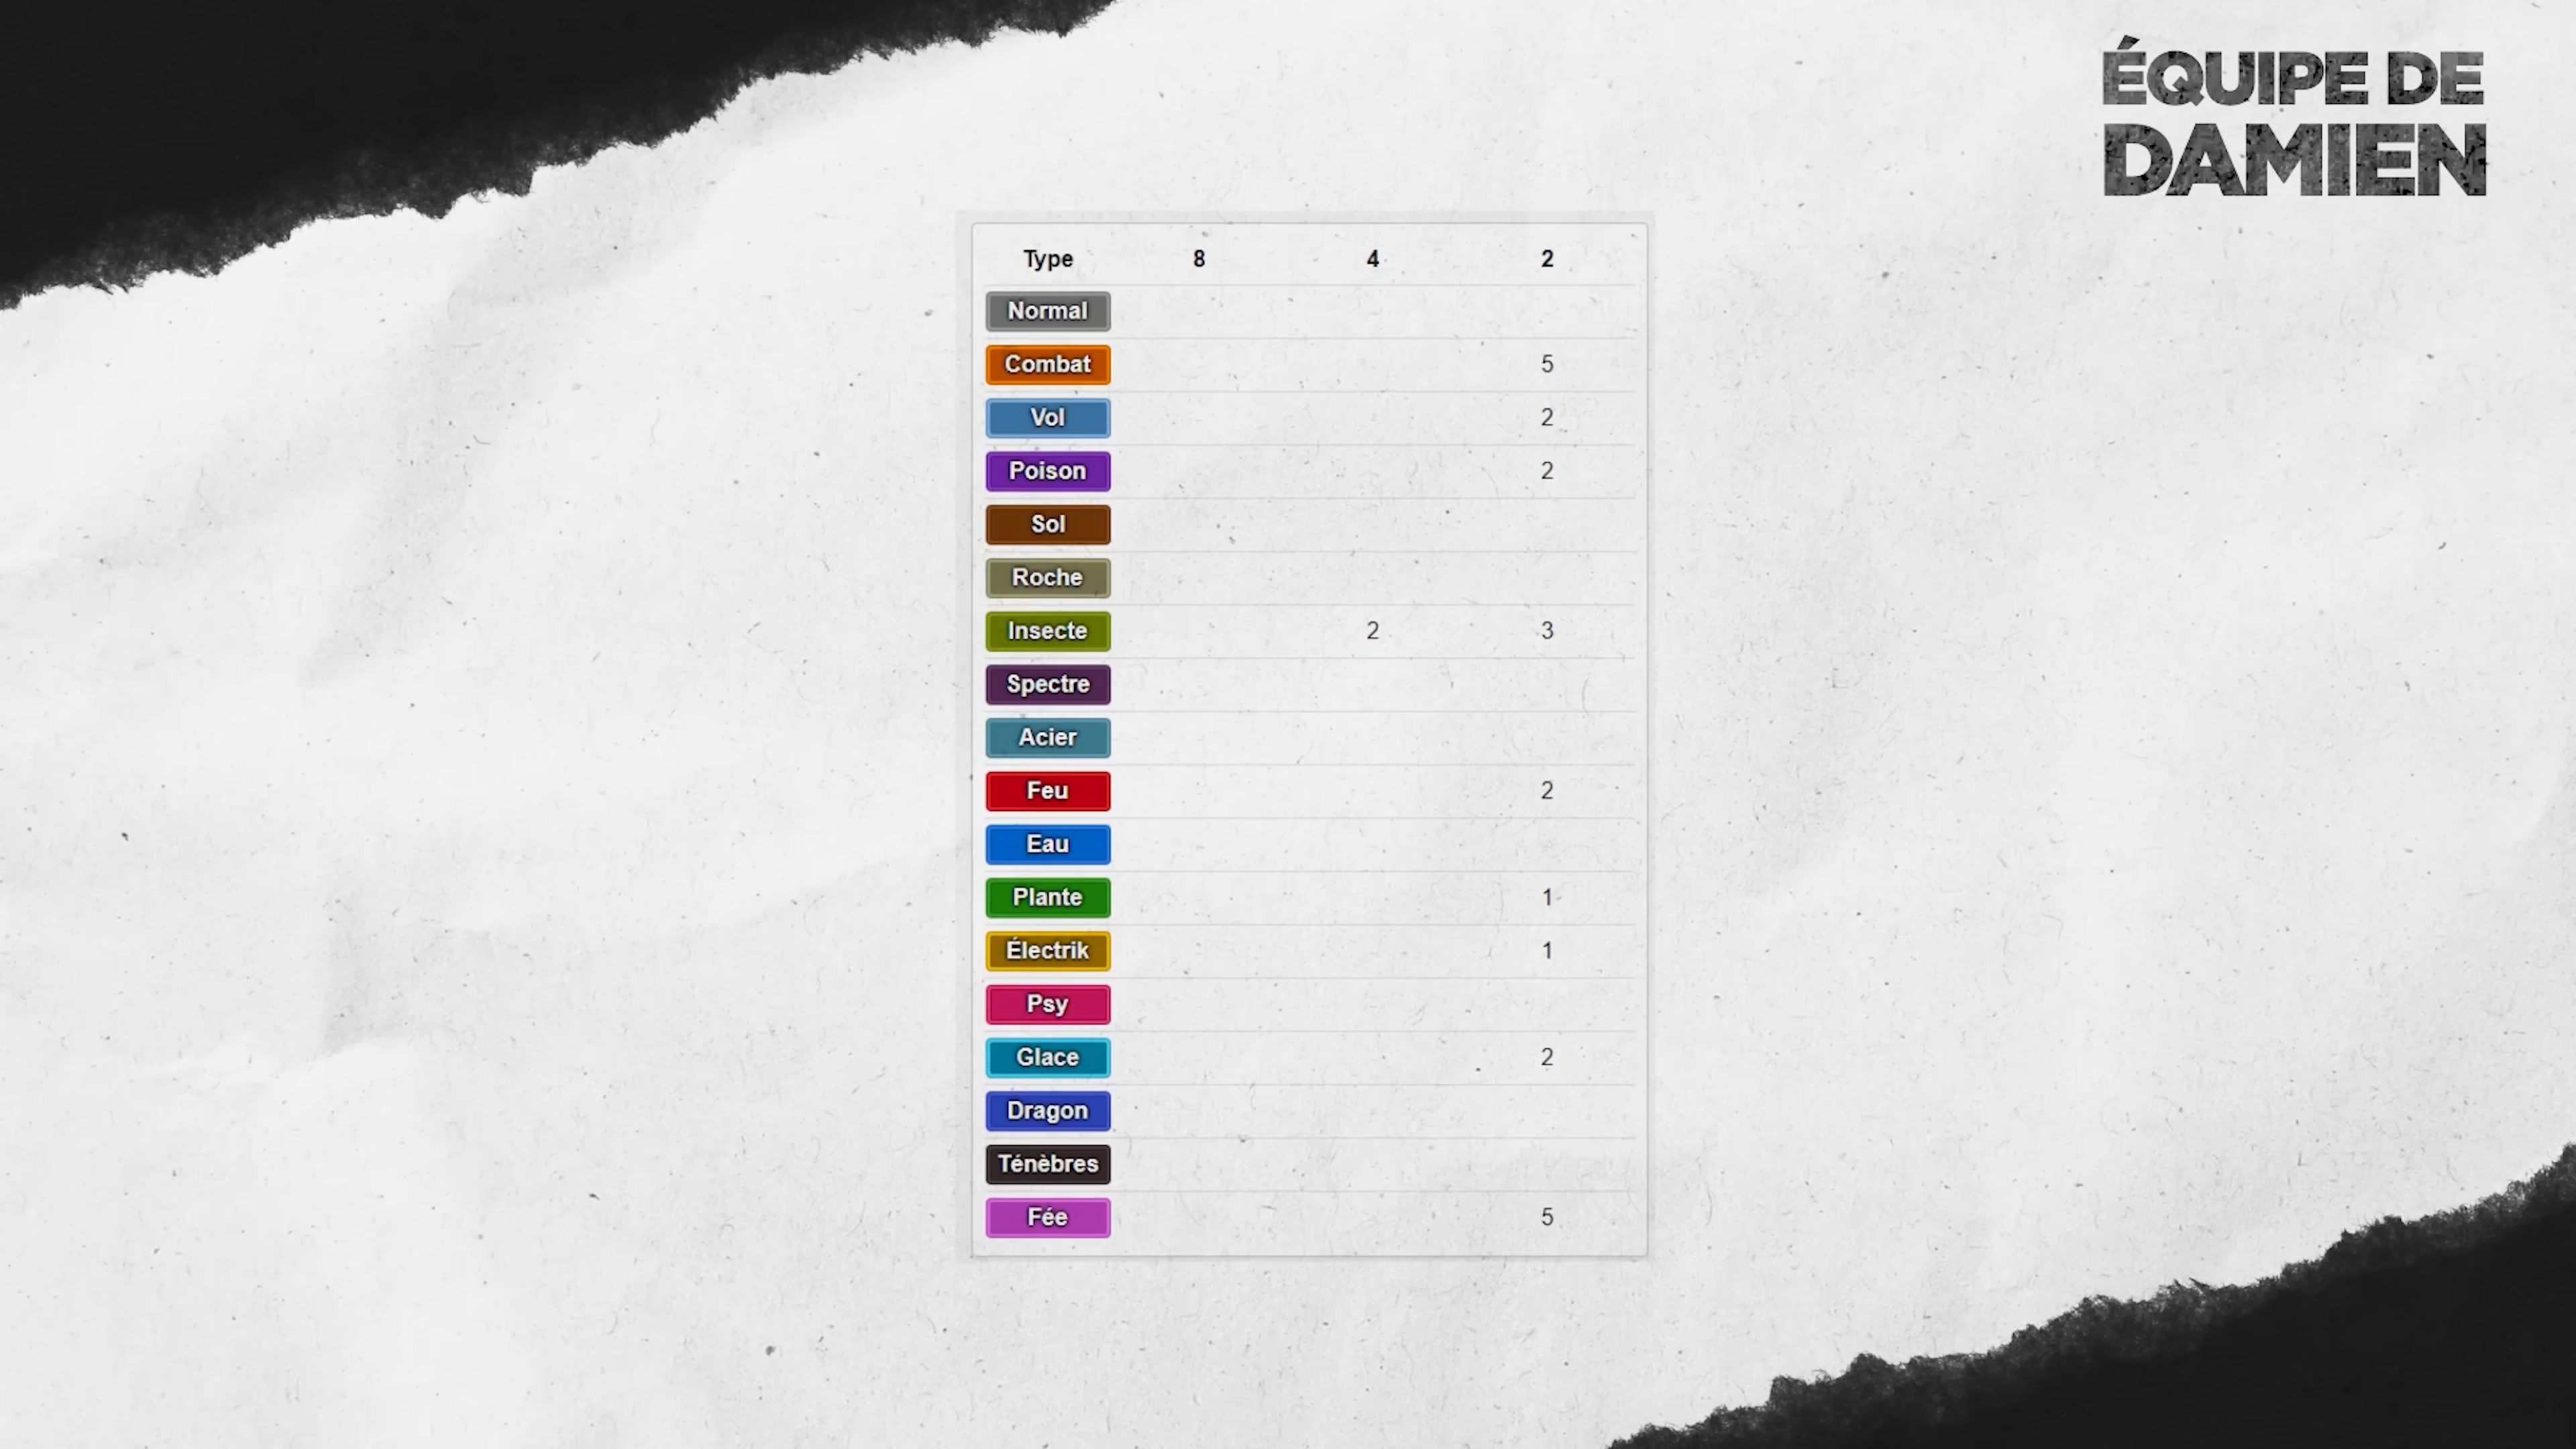 ÉQUIPE DE
DAMIEN
Type 8 4 2
Normal
Combat 5
Vol 2
Poison 2
Sol
Roche
Insecte 2 3
Spectre
Acier
Feu 2
Eau
Plante 1
Électrik 1
Psy
Glace 2
Dragon
Ténèbres
Fée 5